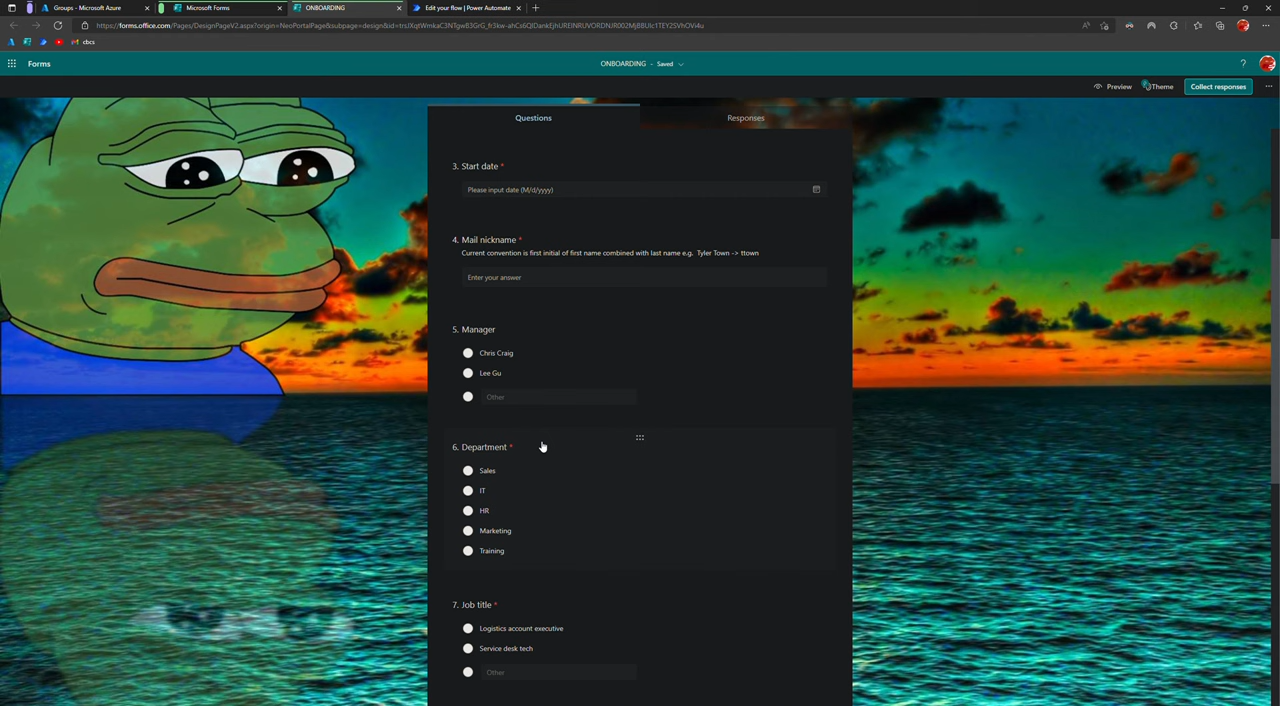 Groups - Microsoft Azure
Microsoft Forms
ONBOARDING
Edit your flow | Power Automate
cbcs
Forms
ONBOARDING - Saved
?
Preview
Theme
Collect responses
Questions
Responses
3. Start date *
Please input date (M/d/yyyy)
4. Mail nickname *
Current convention is first initial of first name combined with last name e.g. Tyler Town -> ttown
Enter your answer
5. Manager
Chris Craig
Lee Gu
Other
6. Department *
Sales
IT
HR
Marketing
Training
7. Job title *
Logistics account executive
Service desk tech
Other